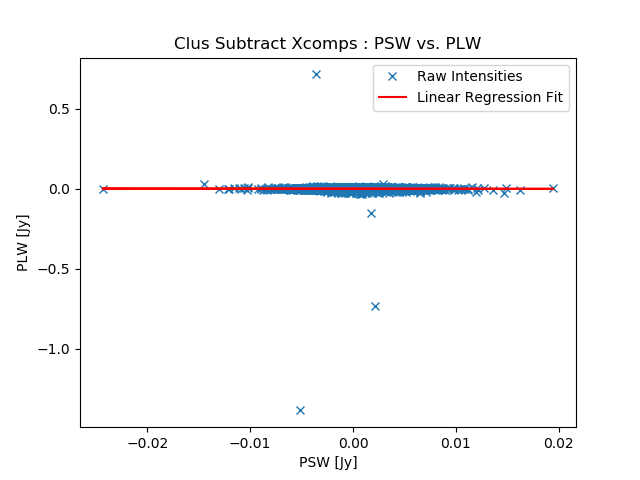 Clus Subtract Xcomps : PSW vs. PLW
Raw Intensities
Linear Regression Fit
0.5
0.0
−0.5
−1.0
PLW [Jy]
−0.02
−0.01
0.00
0.01
0.02
PSW [Jy]